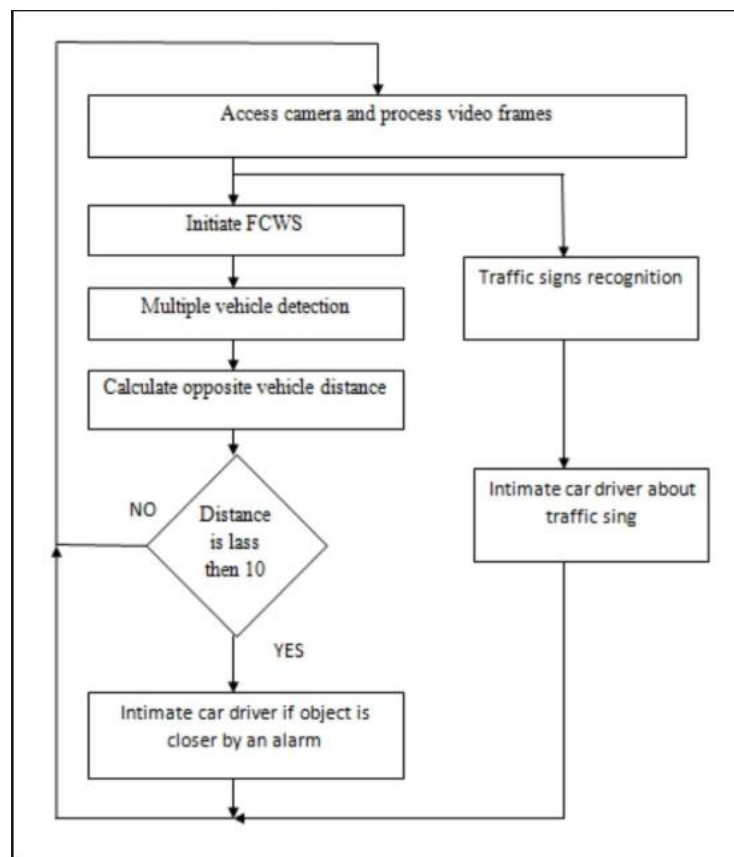 Access camera and process video frames
Initiate FCWS
Traffic signs recognition
Multiple vehicle detection
Calculate opposite vehicle distance
NO
Distance
is lass
then 10
Intimate car driver about
traffic sing
YES
Intimate car driver if object is
closer by an alarm